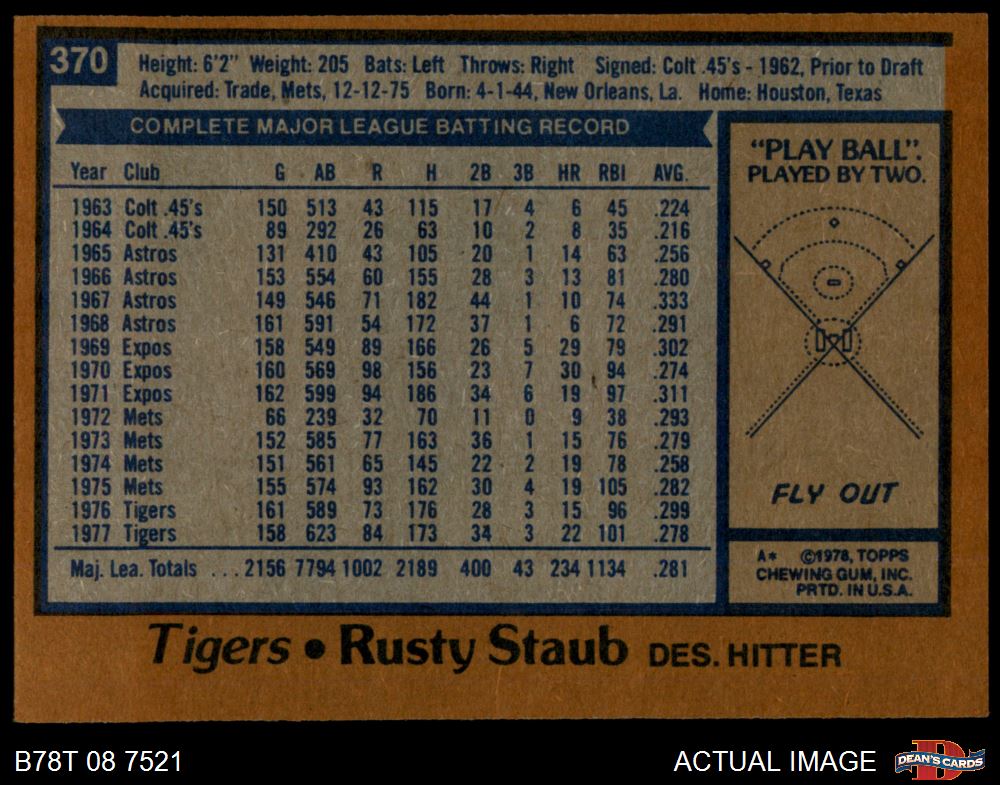 370
Height: 6'2" Weight: 205 Bats: Left Throws: Right Signed: Colt .45's - 1962, Prior to Draft
Acquired: Trade, Mets, 12-12-75 Born: 4-1-44, New Orleans, La. Home: Houston, Texas
COMPLETE MAJOR LEAGUE BATTING RECORD
Year Club G AB R H 2B 3B HR RBI AVG.
1963 Colt .45's 150 513 43 115 17 4 6 45 .224
1964 Colt .45's 89 292 26 63 10 2 8 35 .216
1965 Astros 131 410 43 105 20 1 14 63 .256
1966 Astros 153 554 60 155 28 3 13 81 .280
1967 Astros 149 546 71 182 44 1 10 74 .333
1968 Astros 161 591 54 172 37 1 6 72 .291
1969 Expos 158 549 89 166 26 5 29 79 .302
1970 Expos 160 569 98 156 23 7 30 94 .274
1971 Expos 162 599 94 186 34 6 19 97 .311
1972 Mets 66 239 32 70 11 0 9 38 .293
1973 Mets 152 585 77 163 36 1 15 76 .279
1974 Mets 151 561 65 145 22 2 19 78 .258
1975 Mets 155 574 93 162 30 4 19 105 .282
1976 Tigers 161 589 73 176 28 3 15 96 .299
1977 Tigers 158 623 84 173 34 3 22 101 .278
Maj. Lea. Totals ... 2156 7794 1002 2189 400 43 234 1134 .281
"PLAY BALL".
PLAYED BY TWO.
FLY OUT
A* ©1978, TOPPS
CHEWING GUM, INC.
PRTD. IN U.S.A.
Tigers • Rusty Staub DES. HITTER
B78T 08 7521
ACTUAL IMAGE
D
DEAN'S CARDS